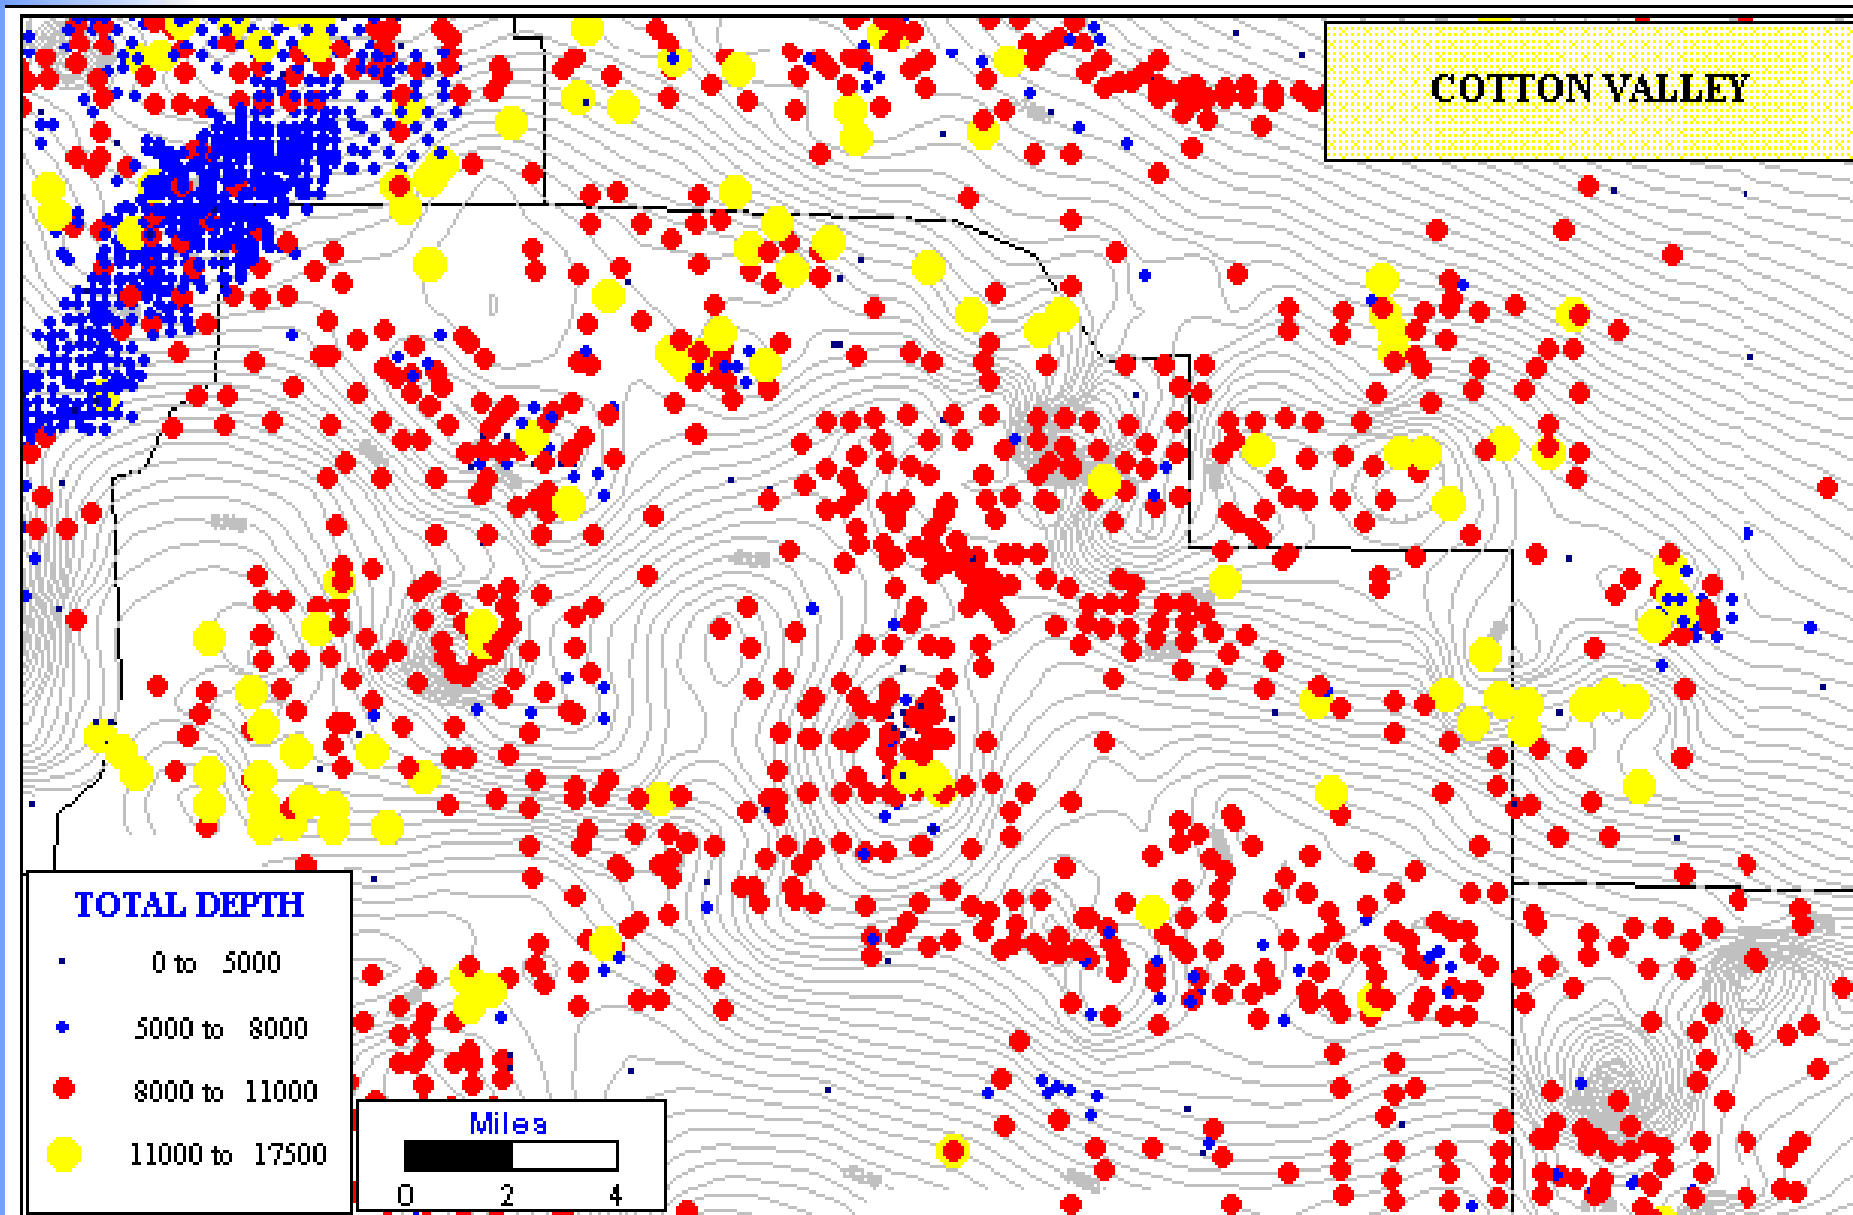 COTTON VALLEY
TOTAL DEPTH
0 to 5000
5000 to 8000
8000 to 11000
11000 to 17500
Miles
0 2 4